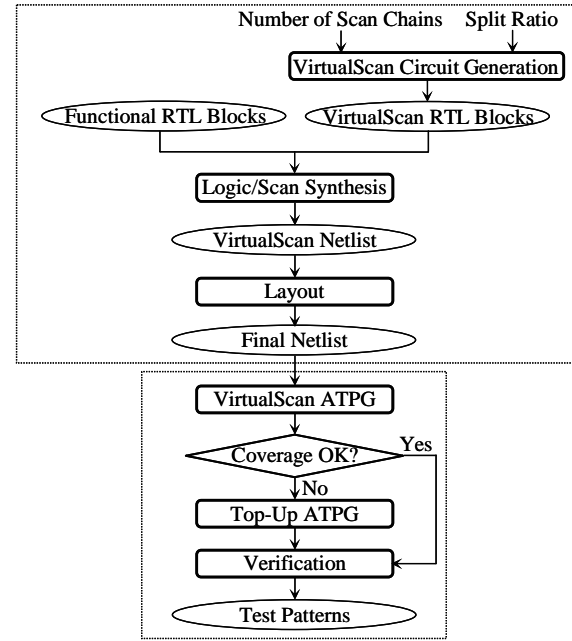 Number of Scan Chains Split Ratio
VirtualScan Circuit Generation
Functional RTL Blocks VirtualScan RTL Blocks
Logic/Scan Synthesis
VirtualScan Netlist
Layout
Final Netlist
VirtualScan ATPG
Coverage OK? Yes
No
Top-Up ATPG
Verification
Test Patterns